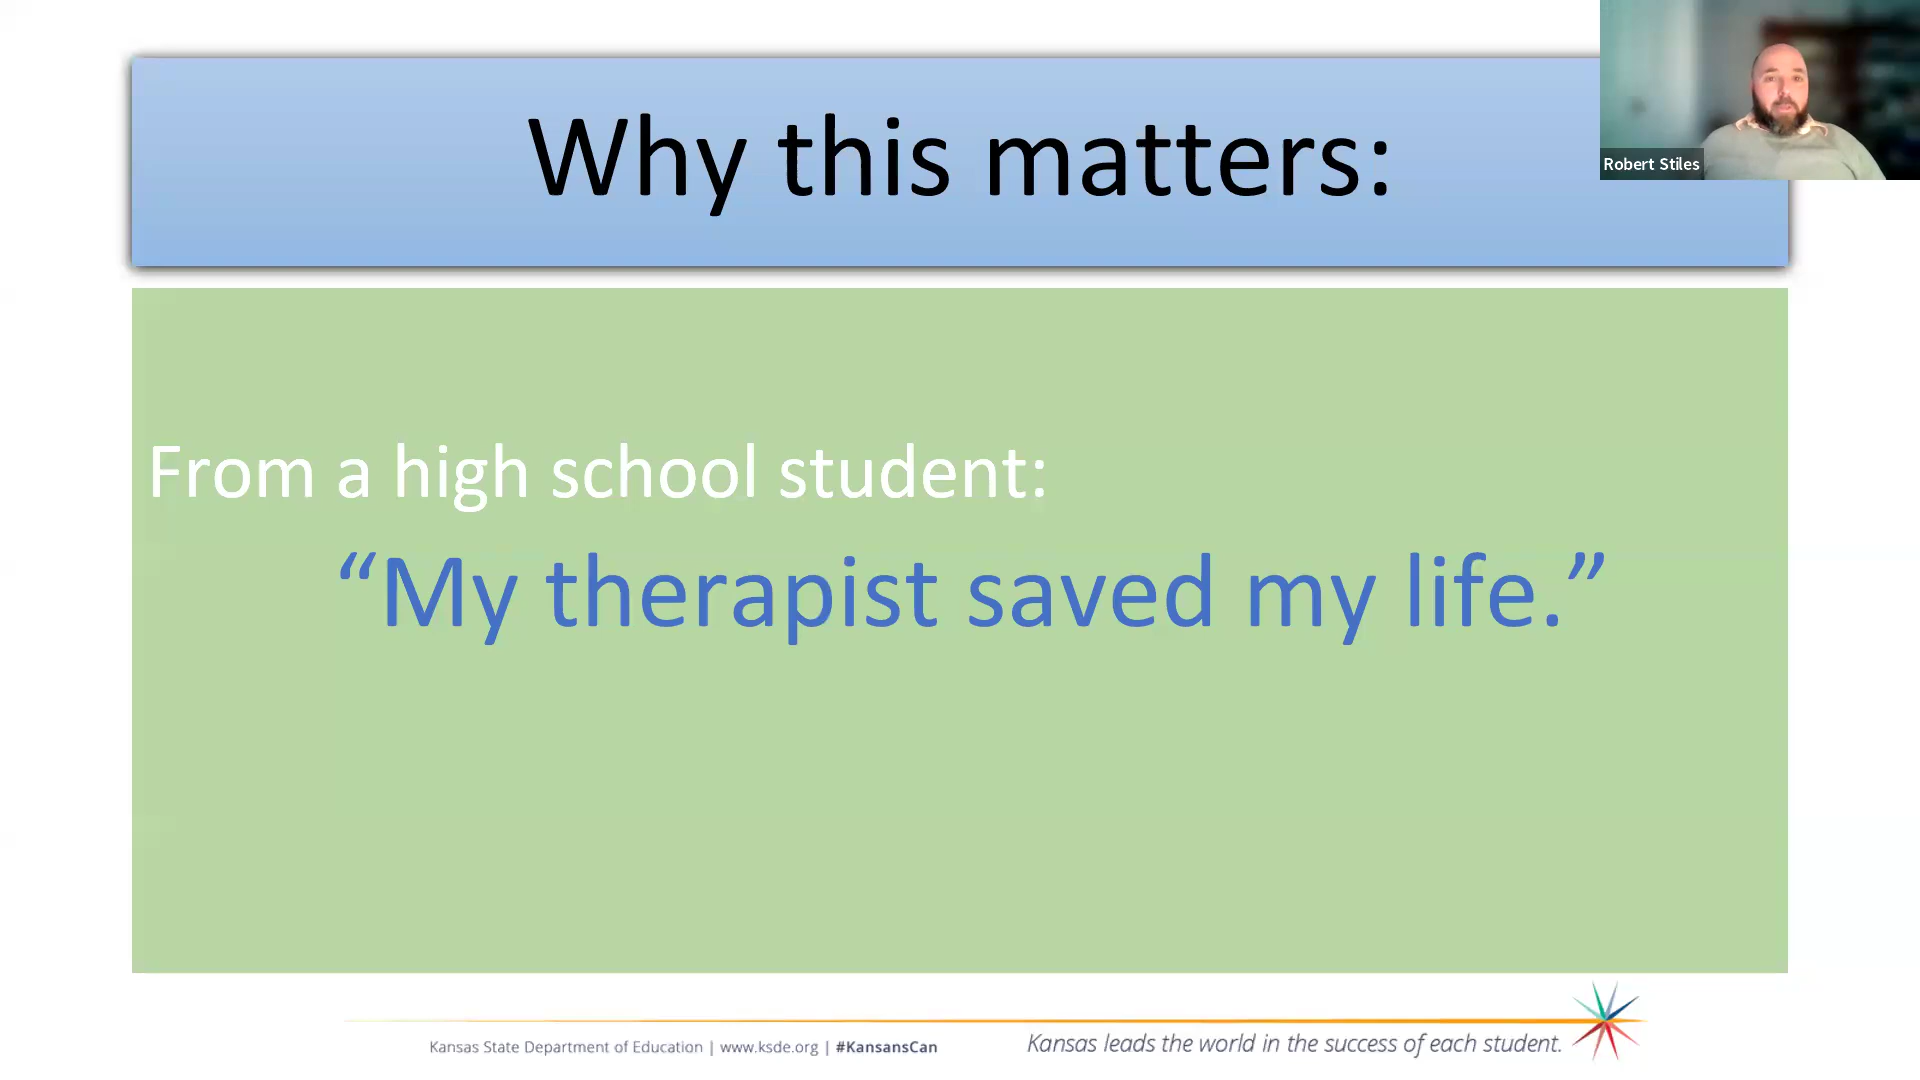 Why this matters:
Robert Stiles
From a high school student:
“My therapist saved my life.”
Kansas State Department of Education | www.ksde.org | #KansansCan
Kansas leads the world in the success of each student.